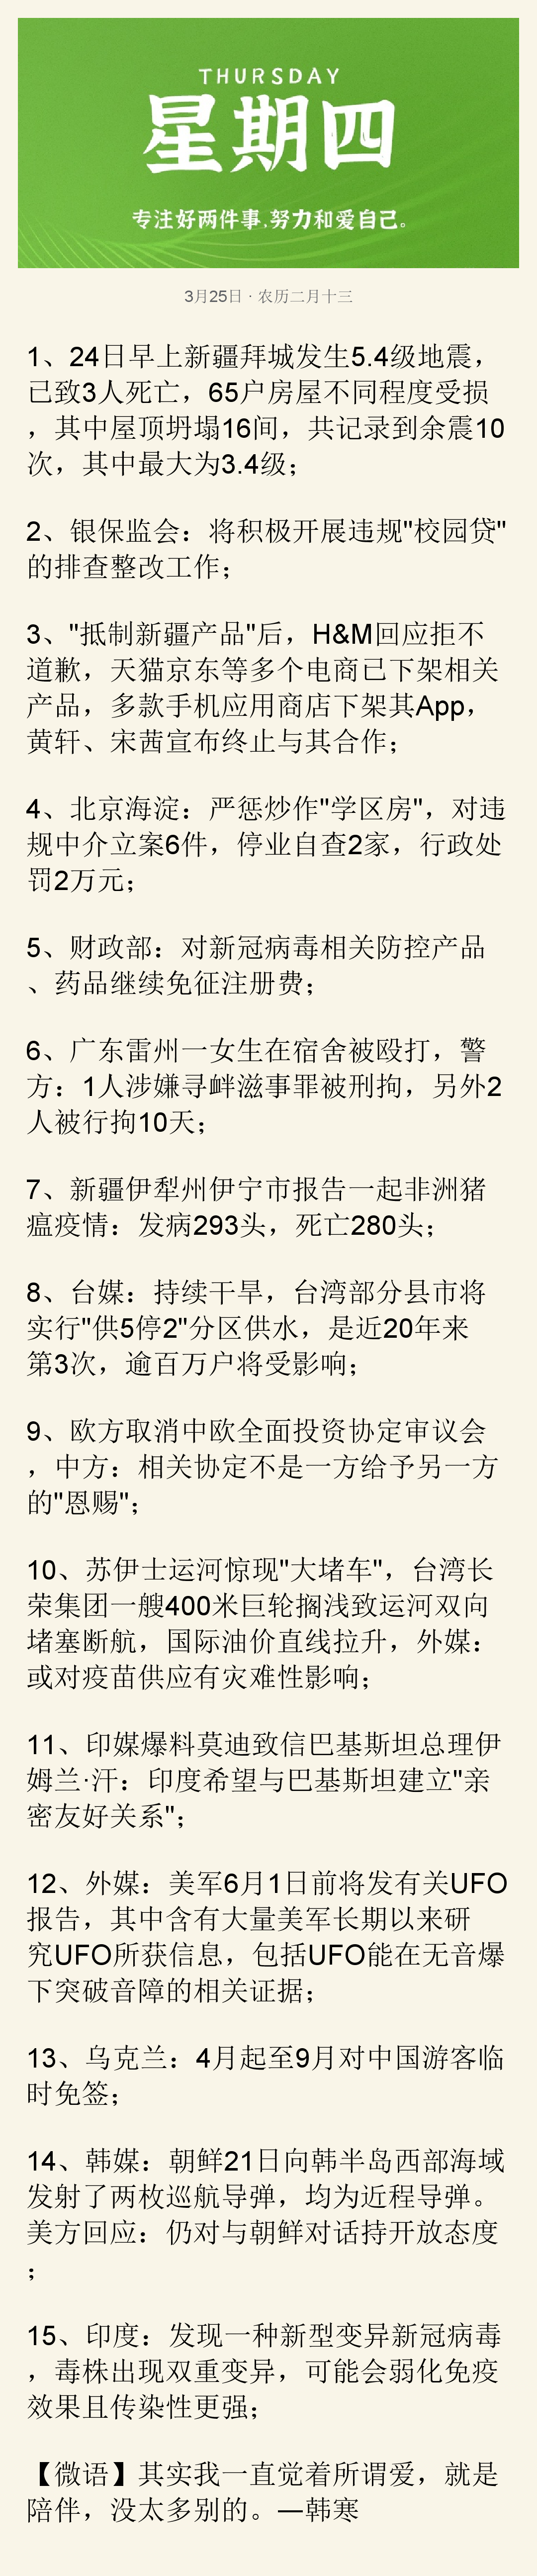 THURSDAY
星期四
专注好两件事,努力和爱自己。
3月25日 · 农历二月十三
1、24日早上新疆拜城发生5.4级地震，
已致3人死亡，65户房屋不同程度受损
，其中屋顶坍塌16间，共记录到余震10
次，其中最大为3.4级；
2、银保监会：将积极开展违规"校园贷"
的排查整改工作；
3、"抵制新疆产品"后，H&M回应拒不
道歉，天猫京东等多个电商已下架相关
产品，多款手机应用商店下架其App，
黄轩、宋茜宣布终止与其合作；
4、北京海淀：严惩炒作"学区房"，对违
规中介立案6件，停业自查2家，行政处
罚2万元；
5、财政部：对新冠病毒相关防控产品
、药品继续免征注册费；
6、广东雷州一女生在宿舍被殴打，警
方：1人涉嫌寻衅滋事罪被刑拘，另外2
人被行拘10天；
7、新疆伊犁州伊宁市报告一起非洲猪
瘟疫情：发病293头，死亡280头；
8、台媒：持续干旱，台湾部分县市将
实行"供5停2"分区供水，是近20年来
第3次，逾百万户将受影响；
9、欧方取消中欧全面投资协定审议会
，中方：相关协定不是一方给予另一方
的"恩赐"；
10、苏伊士运河惊现"大堵车"，台湾长
荣集团一艘400米巨轮搁浅致运河双向
堵塞断航，国际油价直线拉升，外媒：
或对疫苗供应有灾难性影响；
11、印媒爆料莫迪致信巴基斯坦总理伊
姆兰·汗：印度希望与巴基斯坦建立"亲
密友好关系"；
12、外媒：美军6月1日前将发有关UFO
报告，其中含有大量美军长期以来研
究UFO所获信息，包括UFO能在无音爆
下突破音障的相关证据；
13、乌克兰：4月起至9月对中国游客临
时免签；
14、韩媒：朝鲜21日向韩半岛西部海域
发射了两枚巡航导弹，均为近程导弹。
美方回应：仍对与朝鲜对话持开放态度
；
15、印度：发现一种新型变异新冠病毒
，毒株出现双重变异，可能会弱化免疫
效果且传染性更强；
【微语】其实我一直觉着所谓爱，就是
陪伴，没太多别的。—韩寒